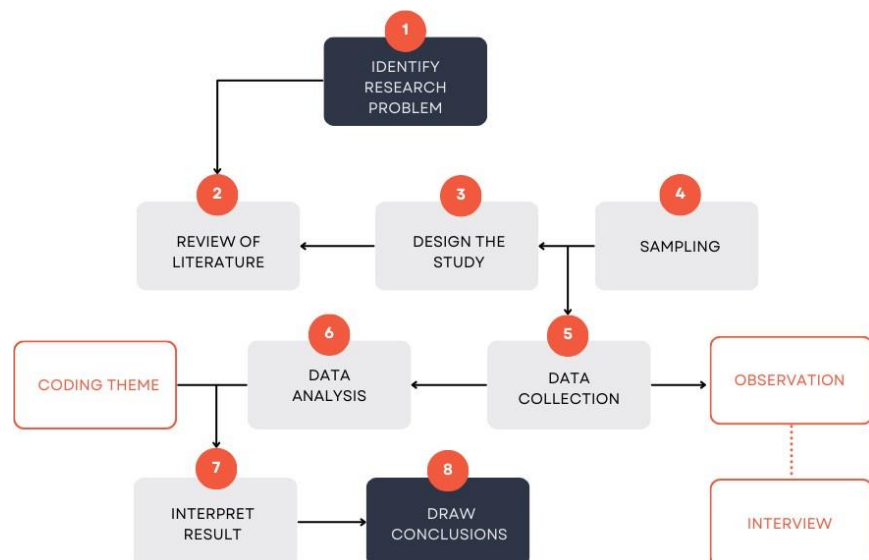 1
IDENTIFY
RESEARCH
PROBLEM
2
REVIEW OF
LITERATURE
3
DESIGN THE
STUDY
4
SAMPLING
CODING THEME
6
DATA
ANALYSIS
5
DATA
COLLECTION
OBSERVATION
7
INTERPRET
RESULT
8
DRAW
CONCLUSIONS
INTERVIEW